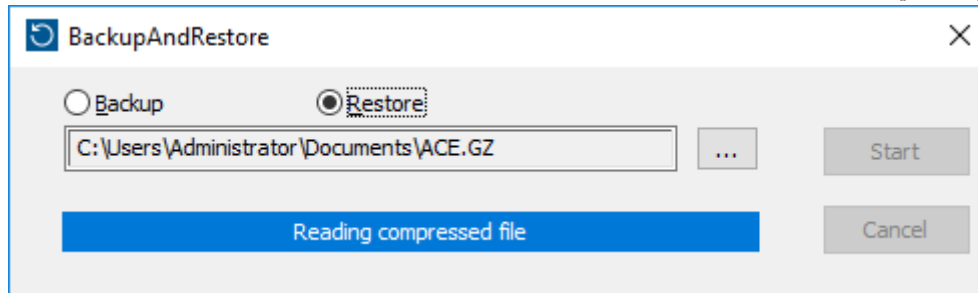 BackupAndRestore
Backup Restore
C:\Users\Administrator\Documents\ACE.GZ ... Start
Reading compressed file Cancel